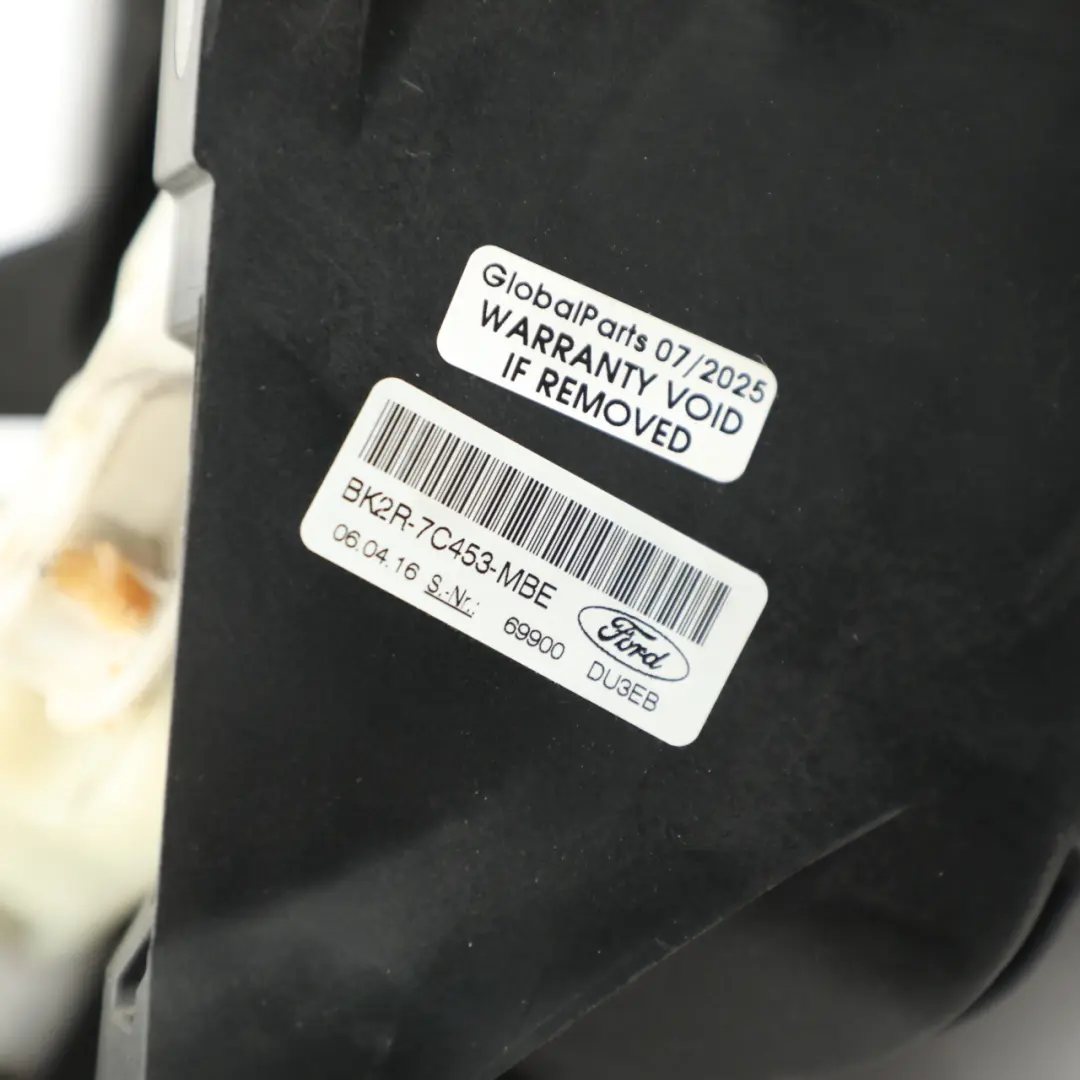 GlobalParts 07/2025
WARRANTY VOID
IF REMOVED
BK2R-7C453-MBE
06.04.16 S.-Nr.: 69900
Ford
DU3EB